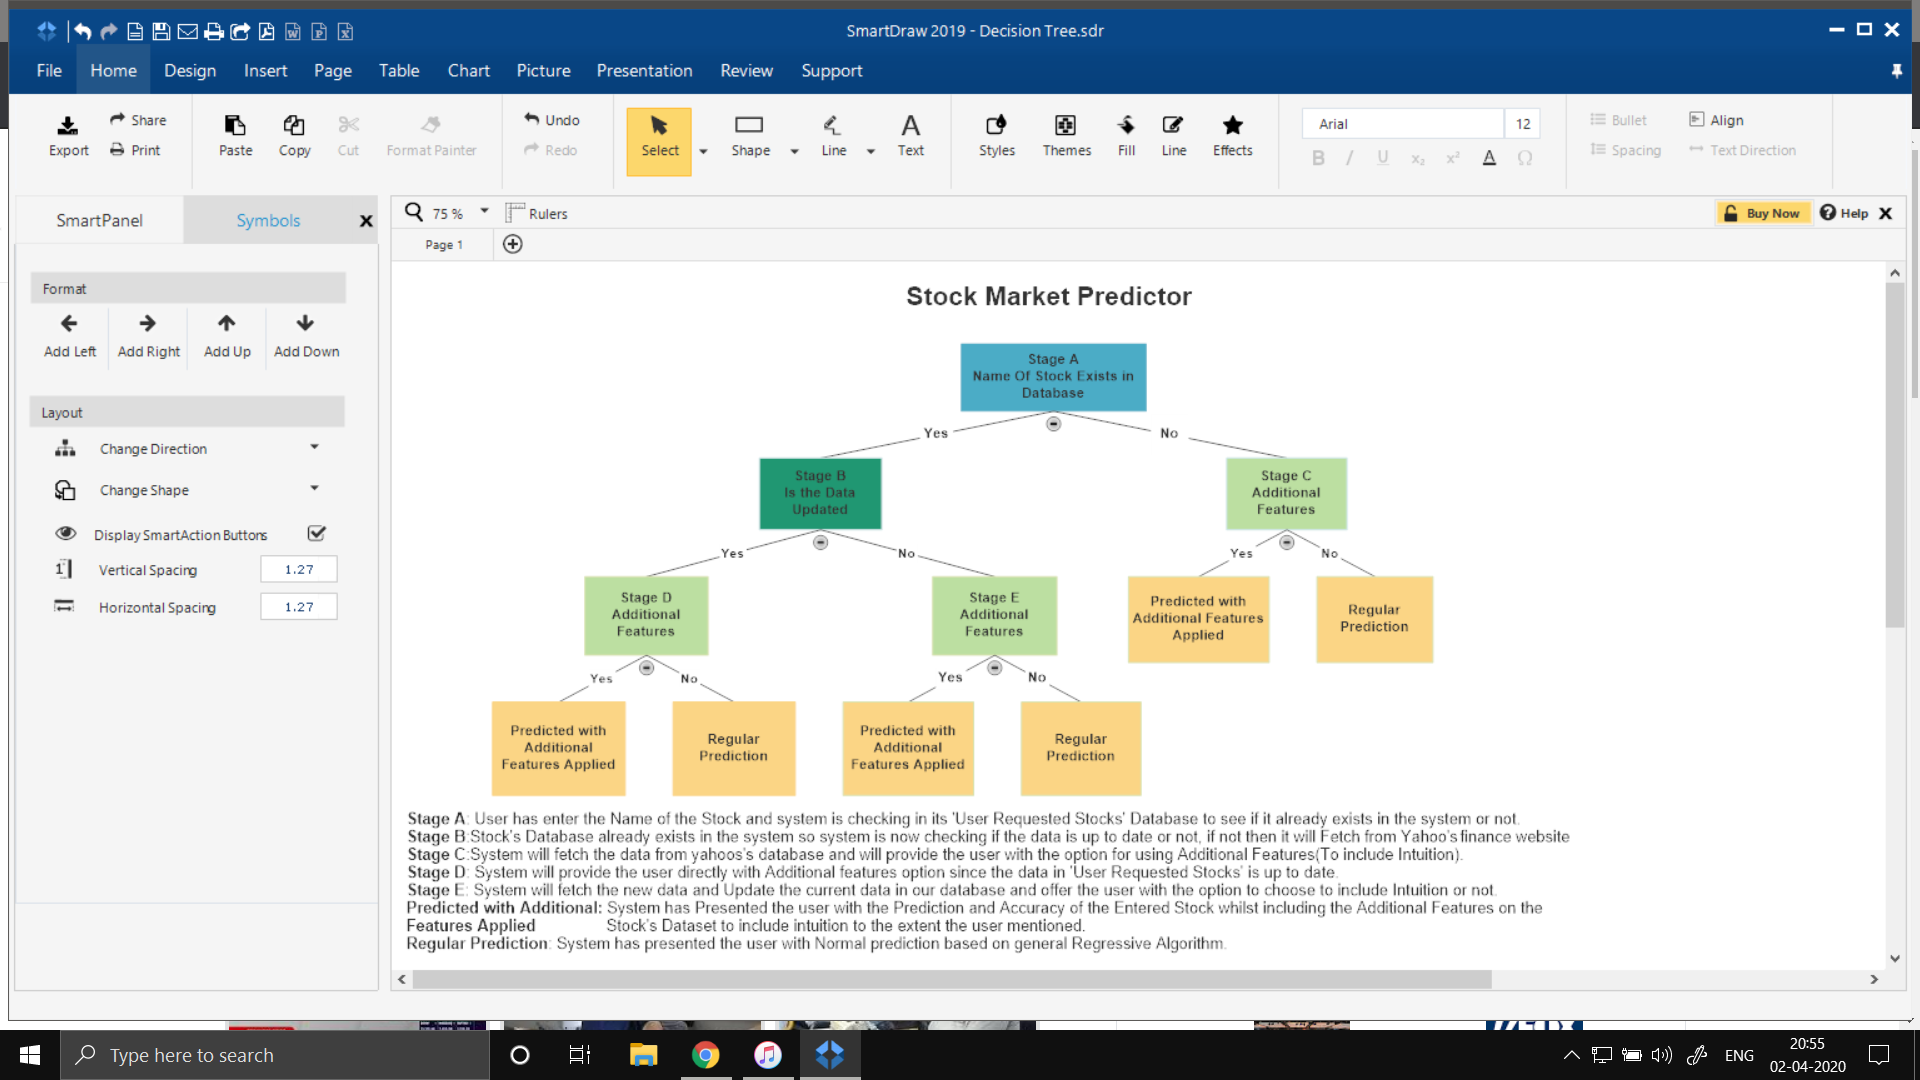 SmartDraw 2019 - Decision Tree.sdr
File Home Design Insert Page Table Chart Picture Presentation Review Support
Export Share Print Paste Copy Cut Format Painter Undo Redo Select Shape Line Text Styles Themes Fill Line Effects Arial 12 B I U x₂ x² A Ω Bullet Spacing Align Text Direction
SmartPanel Symbols X
75 % Rulers Buy Now Help X
Page 1
Format
Add Left Add Right Add Up Add Down
Layout
Change Direction
Change Shape
Display SmartAction Buttons
Vertical Spacing 1.27
Horizontal Spacing 1.27
Stock Market Predictor
Stage A
Name Of Stock Exists in
Database
Yes No
Stage B
Is the Data
Updated
Stage C
Additional
Features
Yes No Yes No
Stage D
Additional
Features
Stage E
Additional
Features
Predicted with
Additional Features
Applied
Regular
Prediction
Yes No Yes No
Predicted with
Additional
Features Applied
Regular
Prediction
Predicted with
Additional
Features Applied
Regular
Prediction
Stage A: User has enter the Name of the Stock and system is checking in its 'User Requested Stocks' Database to see if it already exists in the system or not.
Stage B:Stock's Database already exists in the system so system is now checking if the data is up to date or not, if not then it will Fetch from Yahoo's finance website
Stage C:System will fetch the data from yahoos's database and will provide the user with the option for using Additional Features(To include Intuition).
Stage D: System will provide the user directly with Additional features option since the data in 'User Requested Stocks' is up to date.
Stage E: System will fetch the new data and Update the current data in our database and offer the user with the option to choose to include Intuition or not.
Predicted with Additional: System has Presented the user with the Prediction and Accuracy of the Entered Stock whilst including the Additional Features on the
Features Applied Stock's Dataset to include intuition to the extent the user mentioned.
Regular Prediction: System has presented the user with Normal prediction based on general Regressive Algorithm.
Type here to search
ENG
20:55
02-04-2020